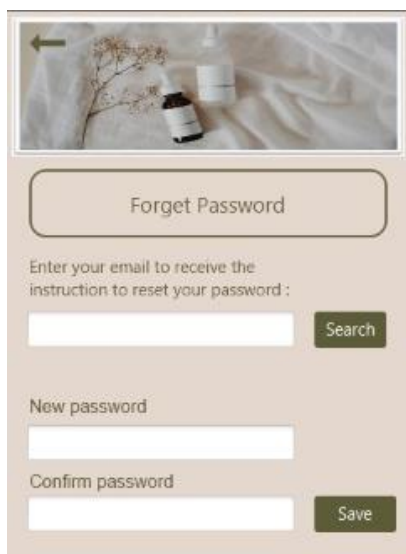 Forget Password
Enter your email to receive the
instruction to reset your password :
Search
New password
Confirm password
Save